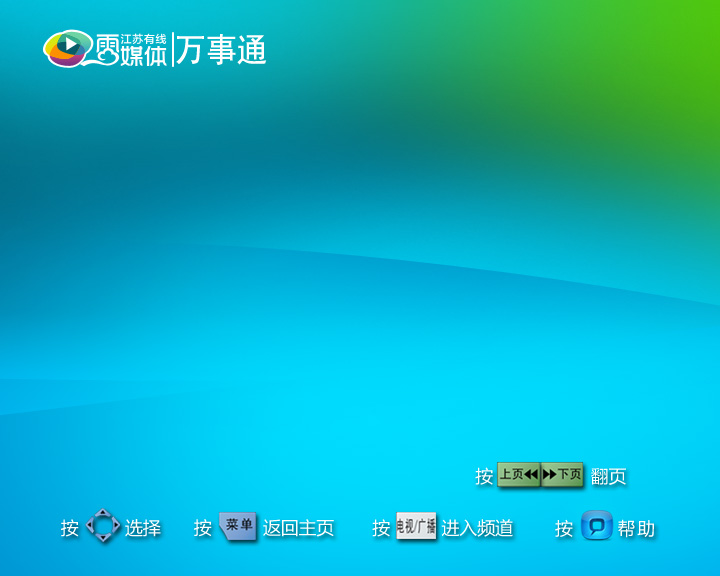 江苏有线
云媒体 万事通
按 上页 下页 翻页
按 选择 按 菜单 返回主页 按 电视/广播 进入频道 按 帮助